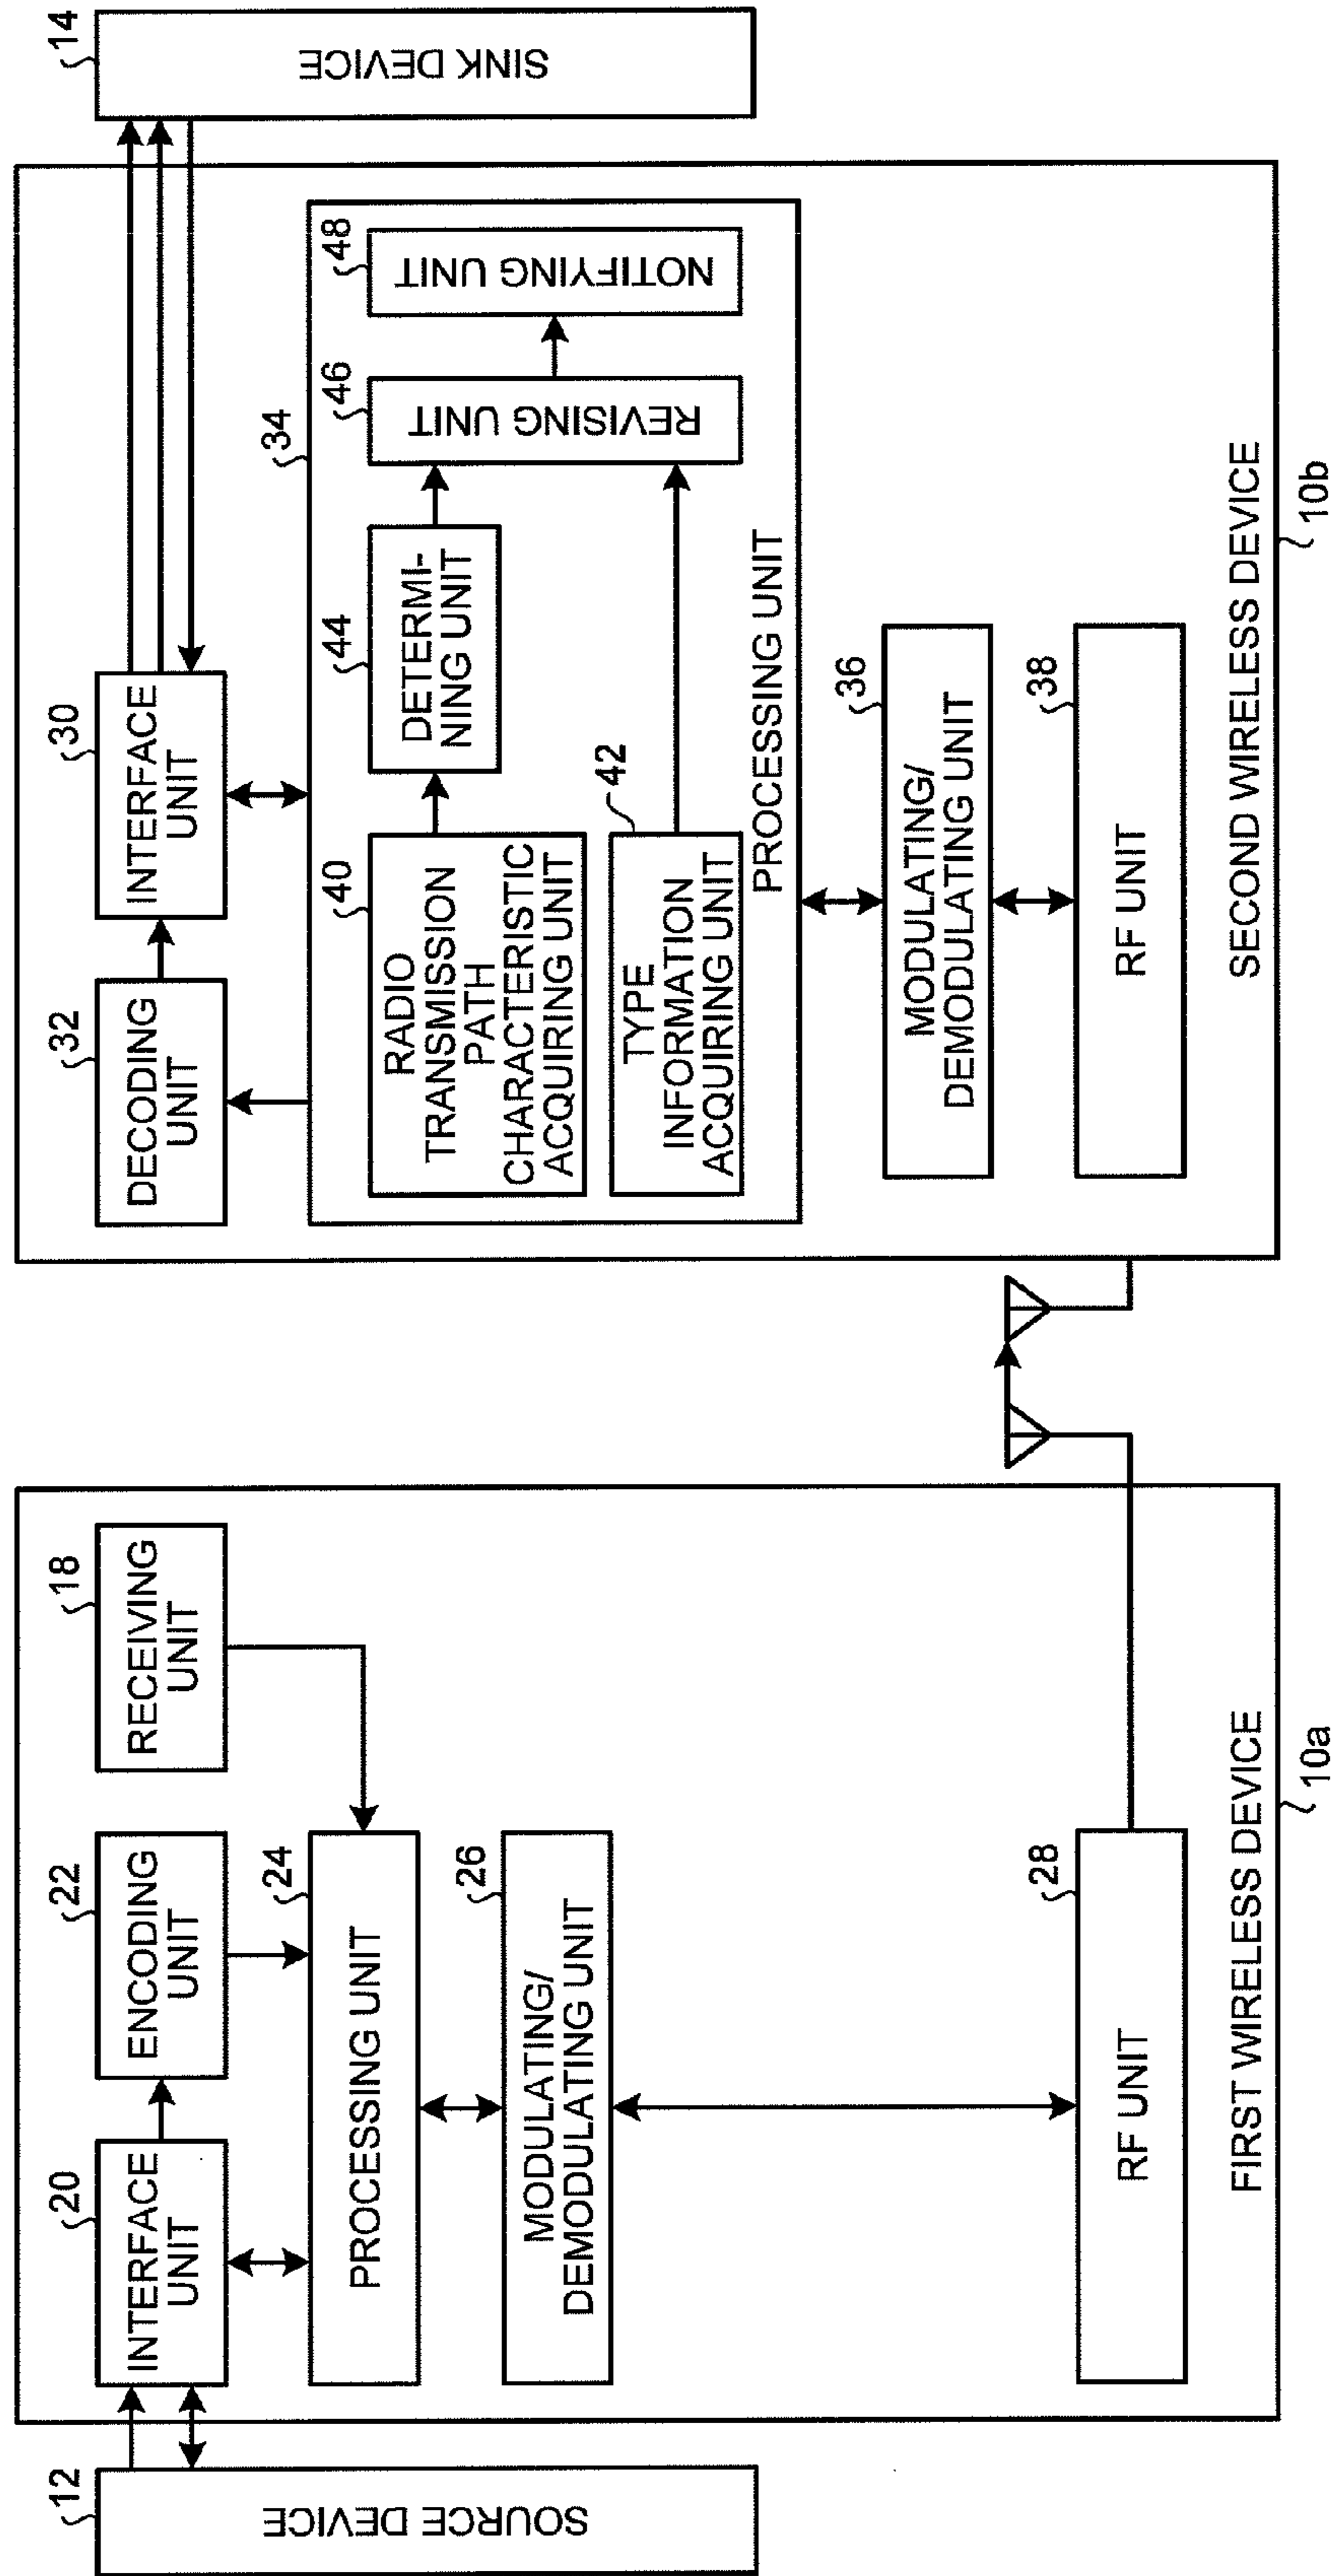 12
SOURCE DEVICE
20
INTERFACE
UNIT
22
ENCODING
UNIT
18
RECEIVING
UNIT
24
PROCESSING UNIT
26
MODULATING/
DEMODULATING UNIT
28
RF UNIT
FIRST WIRELESS DEVICE
10a
32
DECODING
UNIT
30
INTERFACE
UNIT
34
40
RADIO
TRANSMISSION
PATH
CHARACTERISTIC
ACQUIRING UNIT
44
DETERMI-
NING UNIT
46
REVISING UNIT
48
NOTIFYING UNIT
42
TYPE
INFORMATION
ACQUIRING UNIT
PROCESSING UNIT
36
MODULATING/
DEMODULATING UNIT
38
RF UNIT
SECOND WIRELESS DEVICE
10b
14
SINK DEVICE